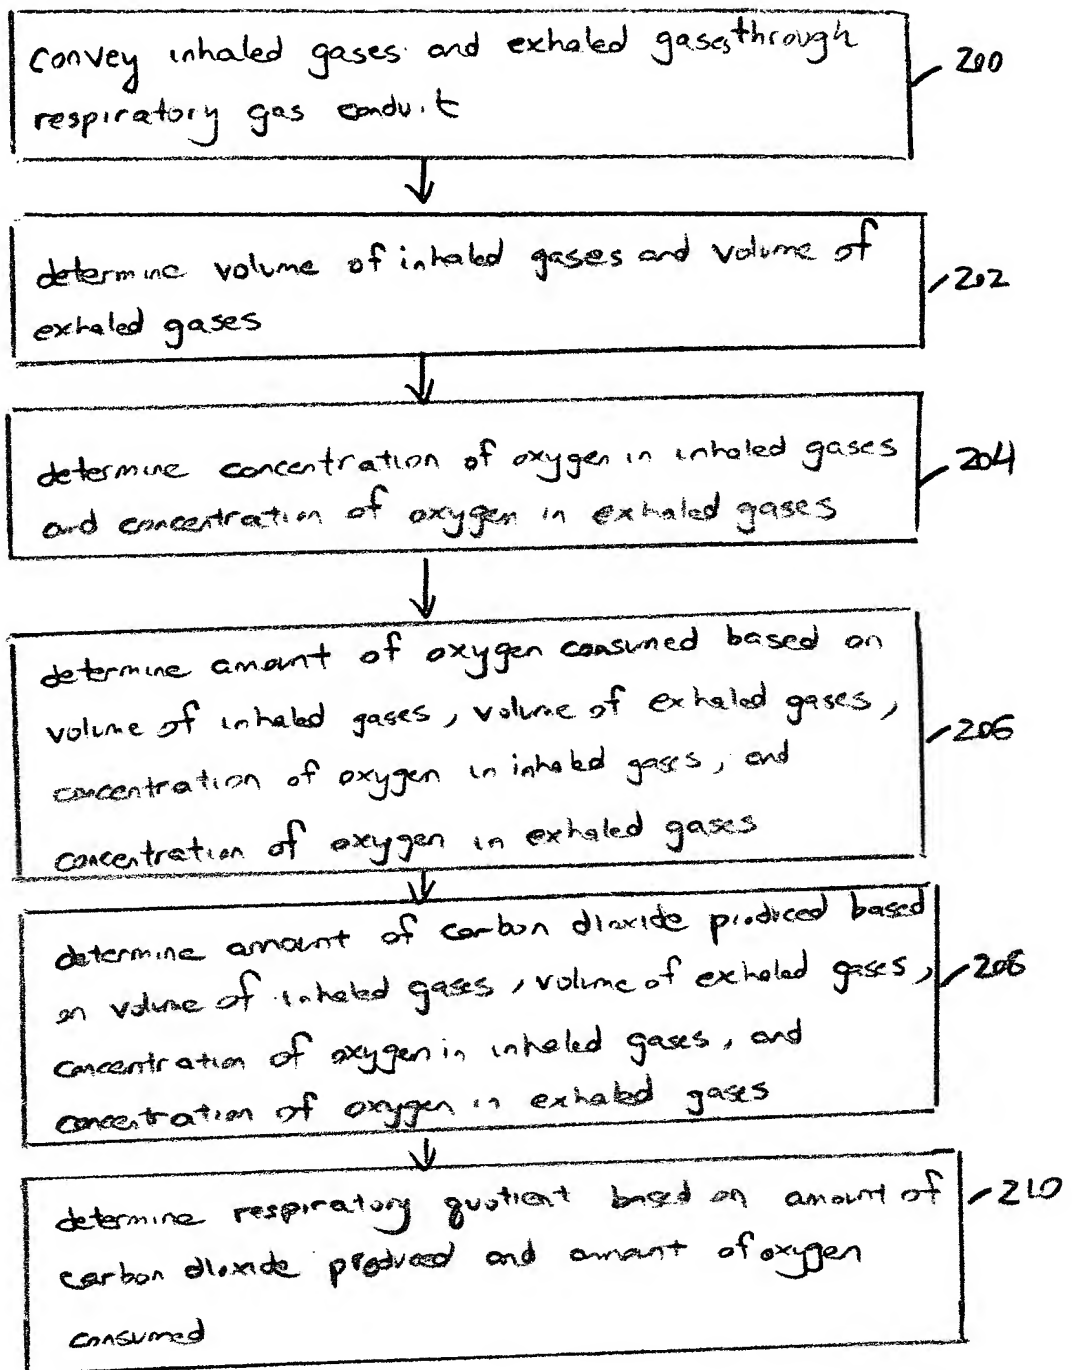 convey inhaled gases and exhaled gases through
respiratory gas conduit
200
determine volume of inhaled gases and volume of
exhaled gases
202
determine concentration of oxygen in inhaled gases
and concentration of oxygen in exhaled gases
204
determine amount of oxygen consumed based on
volume of inhaled gases, volume of exhaled gases,
concentration of oxygen in inhaled gases, and
concentration of oxygen in exhaled gases
206
determine amount of carbon dioxide produced based
on volume of inhaled gases, volume of exhaled gases,
concentration of oxygen in inhaled gases, and
concentration of oxygen in exhaled gases
208
determine respiratory quotient based on amount of
carbon dioxide produced and amount of oxygen
consumed
210